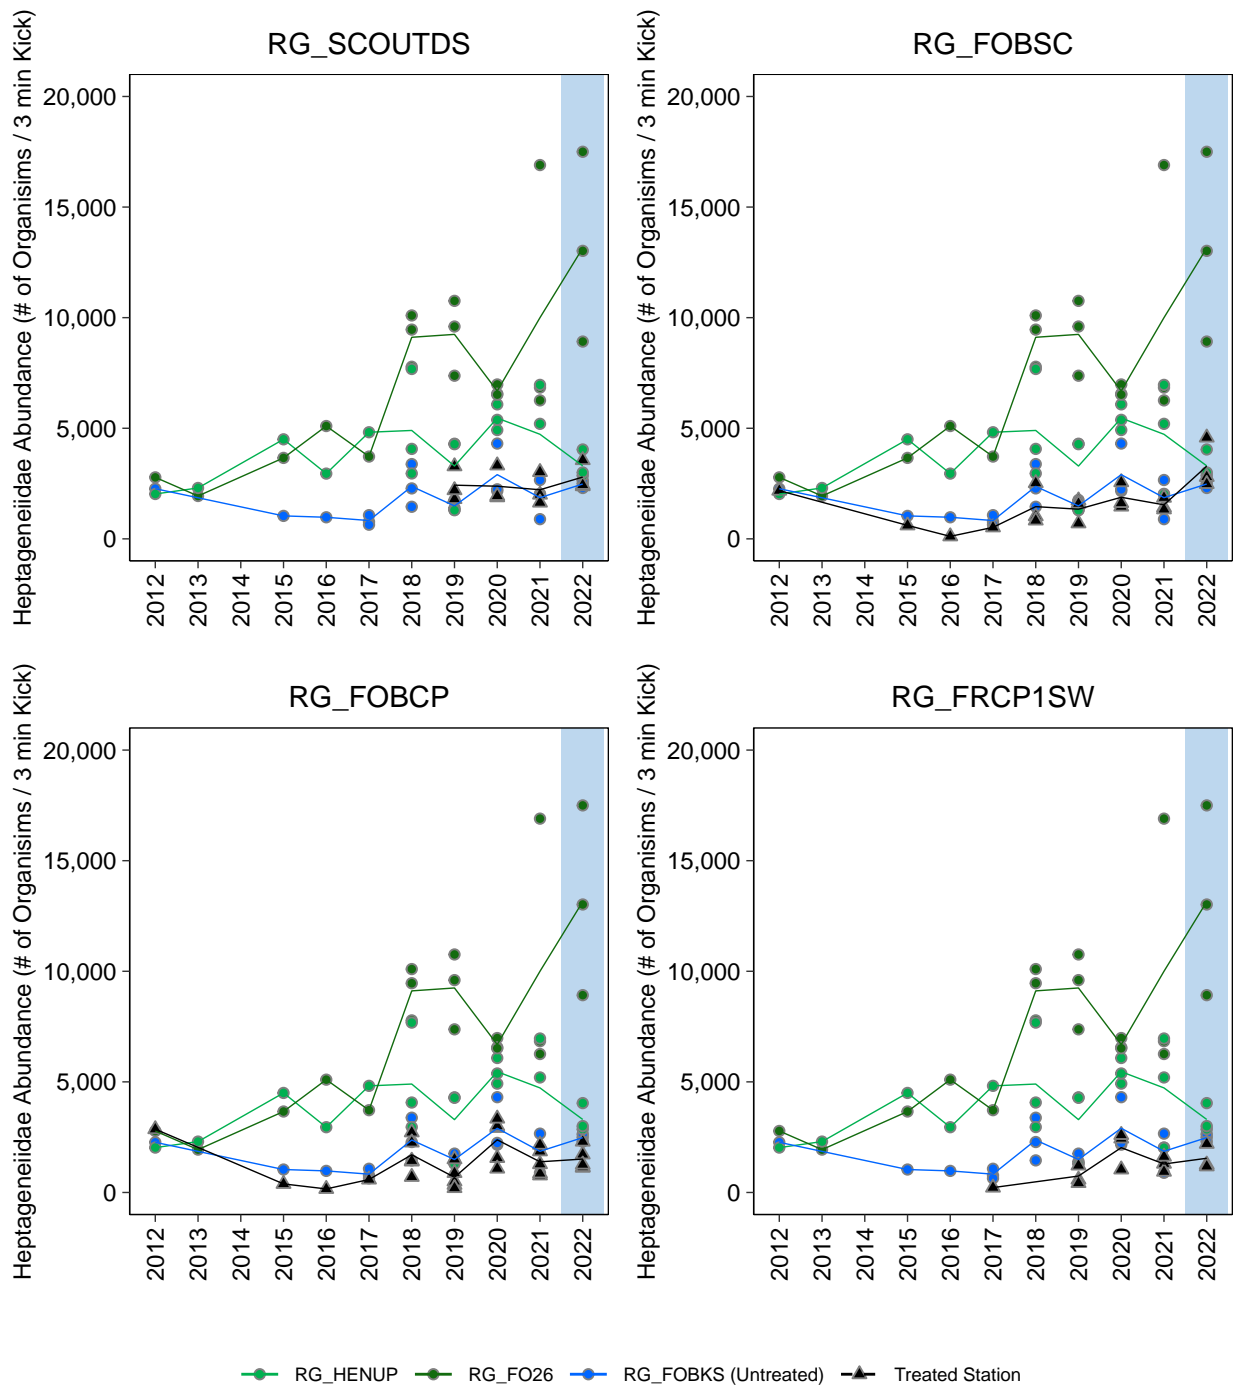 RG_SCOUTDS
Heptageneiidae Abundance (# of Organisims / 3 min Kick)
20,000
15,000
10,000
5,000
0
2012 2013 2014 2015 2016 2017 2018 2019 2020 2021 2022
RG_FOBSC
Heptageneiidae Abundance (# of Organisims / 3 min Kick)
20,000
15,000
10,000
5,000
0
2012 2013 2014 2015 2016 2017 2018 2019 2020 2021 2022
RG_FOBCP
Heptageneiidae Abundance (# of Organisims / 3 min Kick)
20,000
15,000
10,000
5,000
0
2012 2013 2014 2015 2016 2017 2018 2019 2020 2021 2022
RG_FRCP1SW
Heptageneiidae Abundance (# of Organisims / 3 min Kick)
20,000
15,000
10,000
5,000
0
2012 2013 2014 2015 2016 2017 2018 2019 2020 2021 2022
RG_HENUP RG_FO26 RG_FOBKS (Untreated) Treated Station